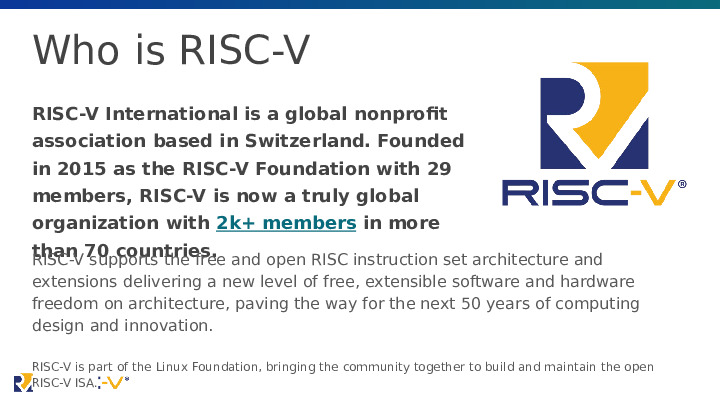 Who is RISC-V
RISC-V International is a global nonprofit
association based in Switzerland. Founded
in 2015 as the RISC-V Foundation with 29
members, RISC-V is now a truly global
organization with 2k+ members in more
than 70 countries.
RISC-V®
RISC-V supports the free and open RISC instruction set architecture and
extensions delivering a new level of free, extensible software and hardware
freedom on architecture, paving the way for the next 50 years of computing
design and innovation.
RISC-V is part of the Linux Foundation, bringing the community together to build and maintain the open
RISC-V ISA.
-V®